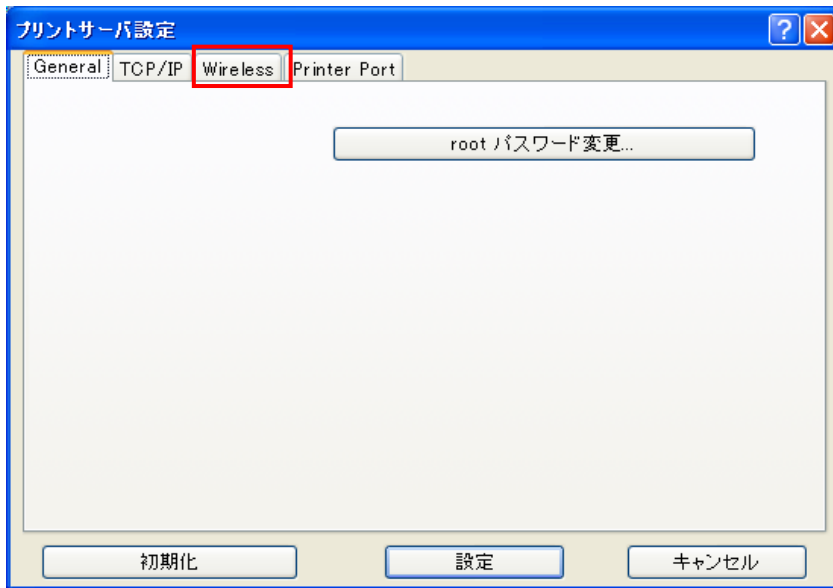 プリントサーバ設定
General TCP/IP Wireless Printer Port
root パスワード変更...
初期化 設定 キャンセル